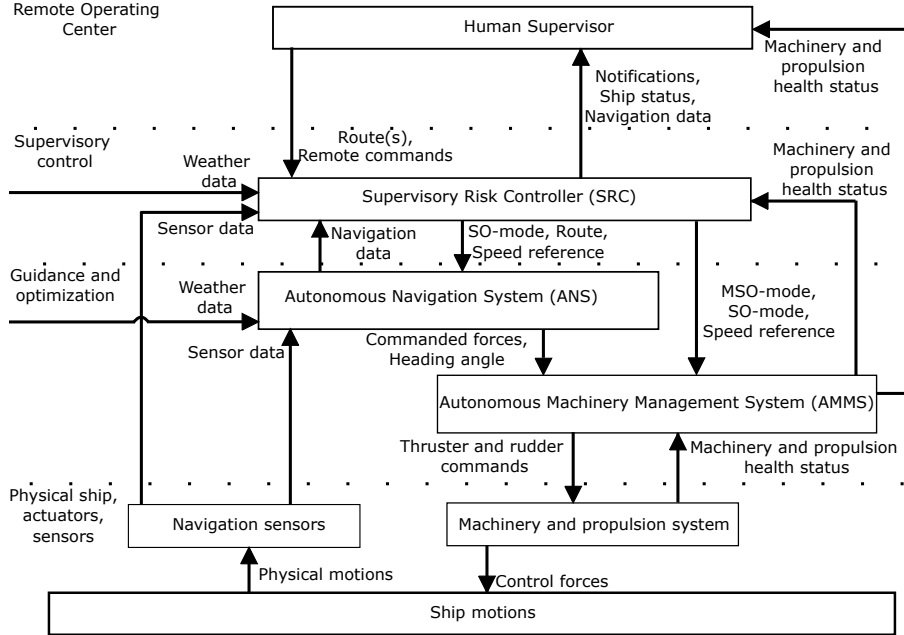 Remote Operating
Center
Human Supervisor
Machinery and
propulsion
health status
Notifications,
Ship status,
Navigation data
Route(s),
Remote commands
Supervisory
control
Weather
data
Machinery and
propulsion
health status
Supervisory Risk Controller (SRC)
Sensor data
Navigation
data
SO-mode, Route,
Speed reference
Guidance and
optimization
Weather
data
Autonomous Navigation System (ANS)
MSO-mode,
SO-mode,
Speed reference
Sensor data
Commanded forces,
Heading angle
Autonomous Machinery Management System (AMMS)
Thruster and rudder
commands
Machinery and propulsion
health status
Physical ship,
actuators,
sensors
Navigation sensors
Machinery and propulsion system
Physical motions
Control forces
Ship motions